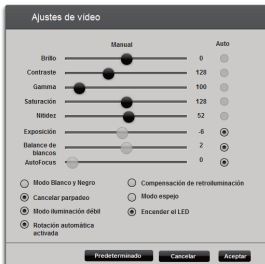 Ajustes de vídeo
Manual Auto
Brillo 0
Contraste 128
Gamma 100
Saturación 128
Nitidez 52
Exposición -6
Balance de
blancos 2
AutoFocus 0
Modo Blanco y Negro Compensación de retroiluminación
Cancelar parpadeo Modo espejo
Modo iluminación débil Encender el LED
Rotación automática
activada
Predeterminado Cancelar Aceptar